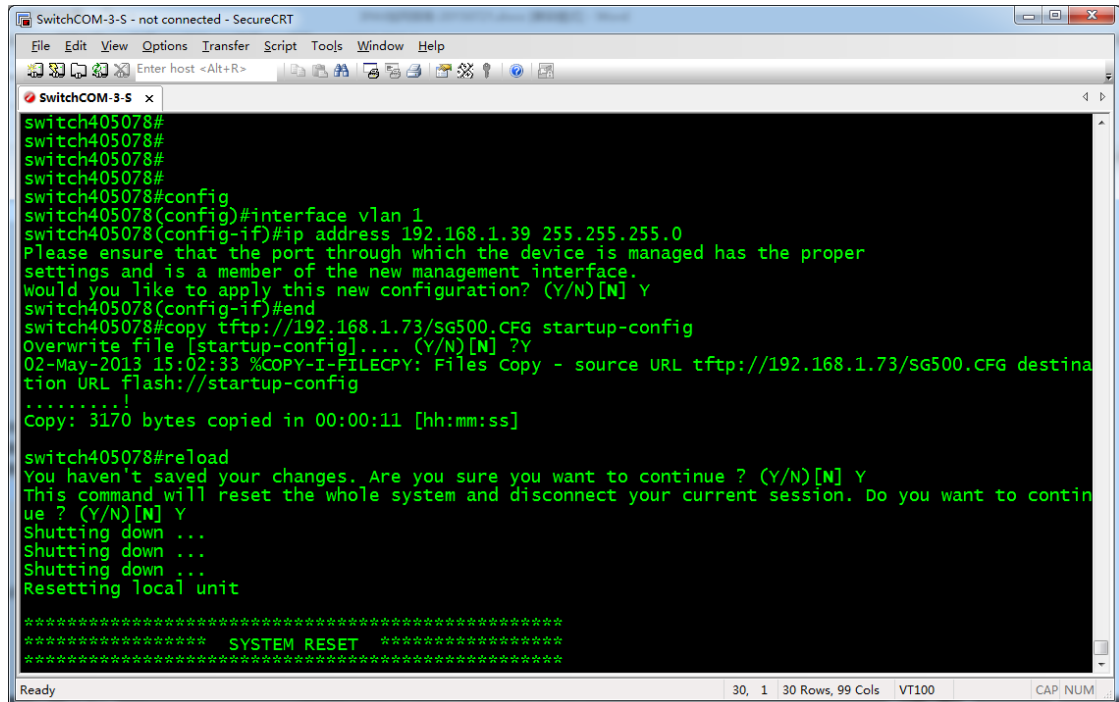 SwitchCOM-3-S - not connected - SecureCRT
File Edit View Options Transfer Script Tools Window Help
Enter host <Alt+R>
SwitchCOM-3-S x
switch405078#
switch405078#
switch405078#
switch405078#
switch405078#config
switch405078(config)#interface vlan 1
switch405078(config-if)#ip address 192.168.1.39 255.255.255.0
Please ensure that the port through which the device is managed has the proper
settings and is a member of the new management interface.
Would you like to apply this new configuration? (Y/N)[N] Y
switch405078(config-if)#end
switch405078#copy tftp://192.168.1.73/SG500.CFG startup-config
Overwrite file [startup-config].... (Y/N)[N] ?Y
02-May-2013 15:02:33 %COPY-I-FILECPY: Files Copy - source URL tftp://192.168.1.73/SG500.CFG destina
tion URL flash://startup-config
.........!
Copy: 3170 bytes copied in 00:00:11 [hh:mm:ss]
switch405078#reload
You haven't saved your changes. Are you sure you want to continue ? (Y/N)[N] Y
This command will reset the whole system and disconnect your current session. Do you want to contin
ue ? (Y/N)[N] Y
Shutting down ...
Shutting down ...
Shutting down ...
Resetting local unit
*****************************************************
****************** SYSTEM RESET ******************
*****************************************************
Ready 30, 1 30 Rows, 99 Cols VT100 CAP NUM